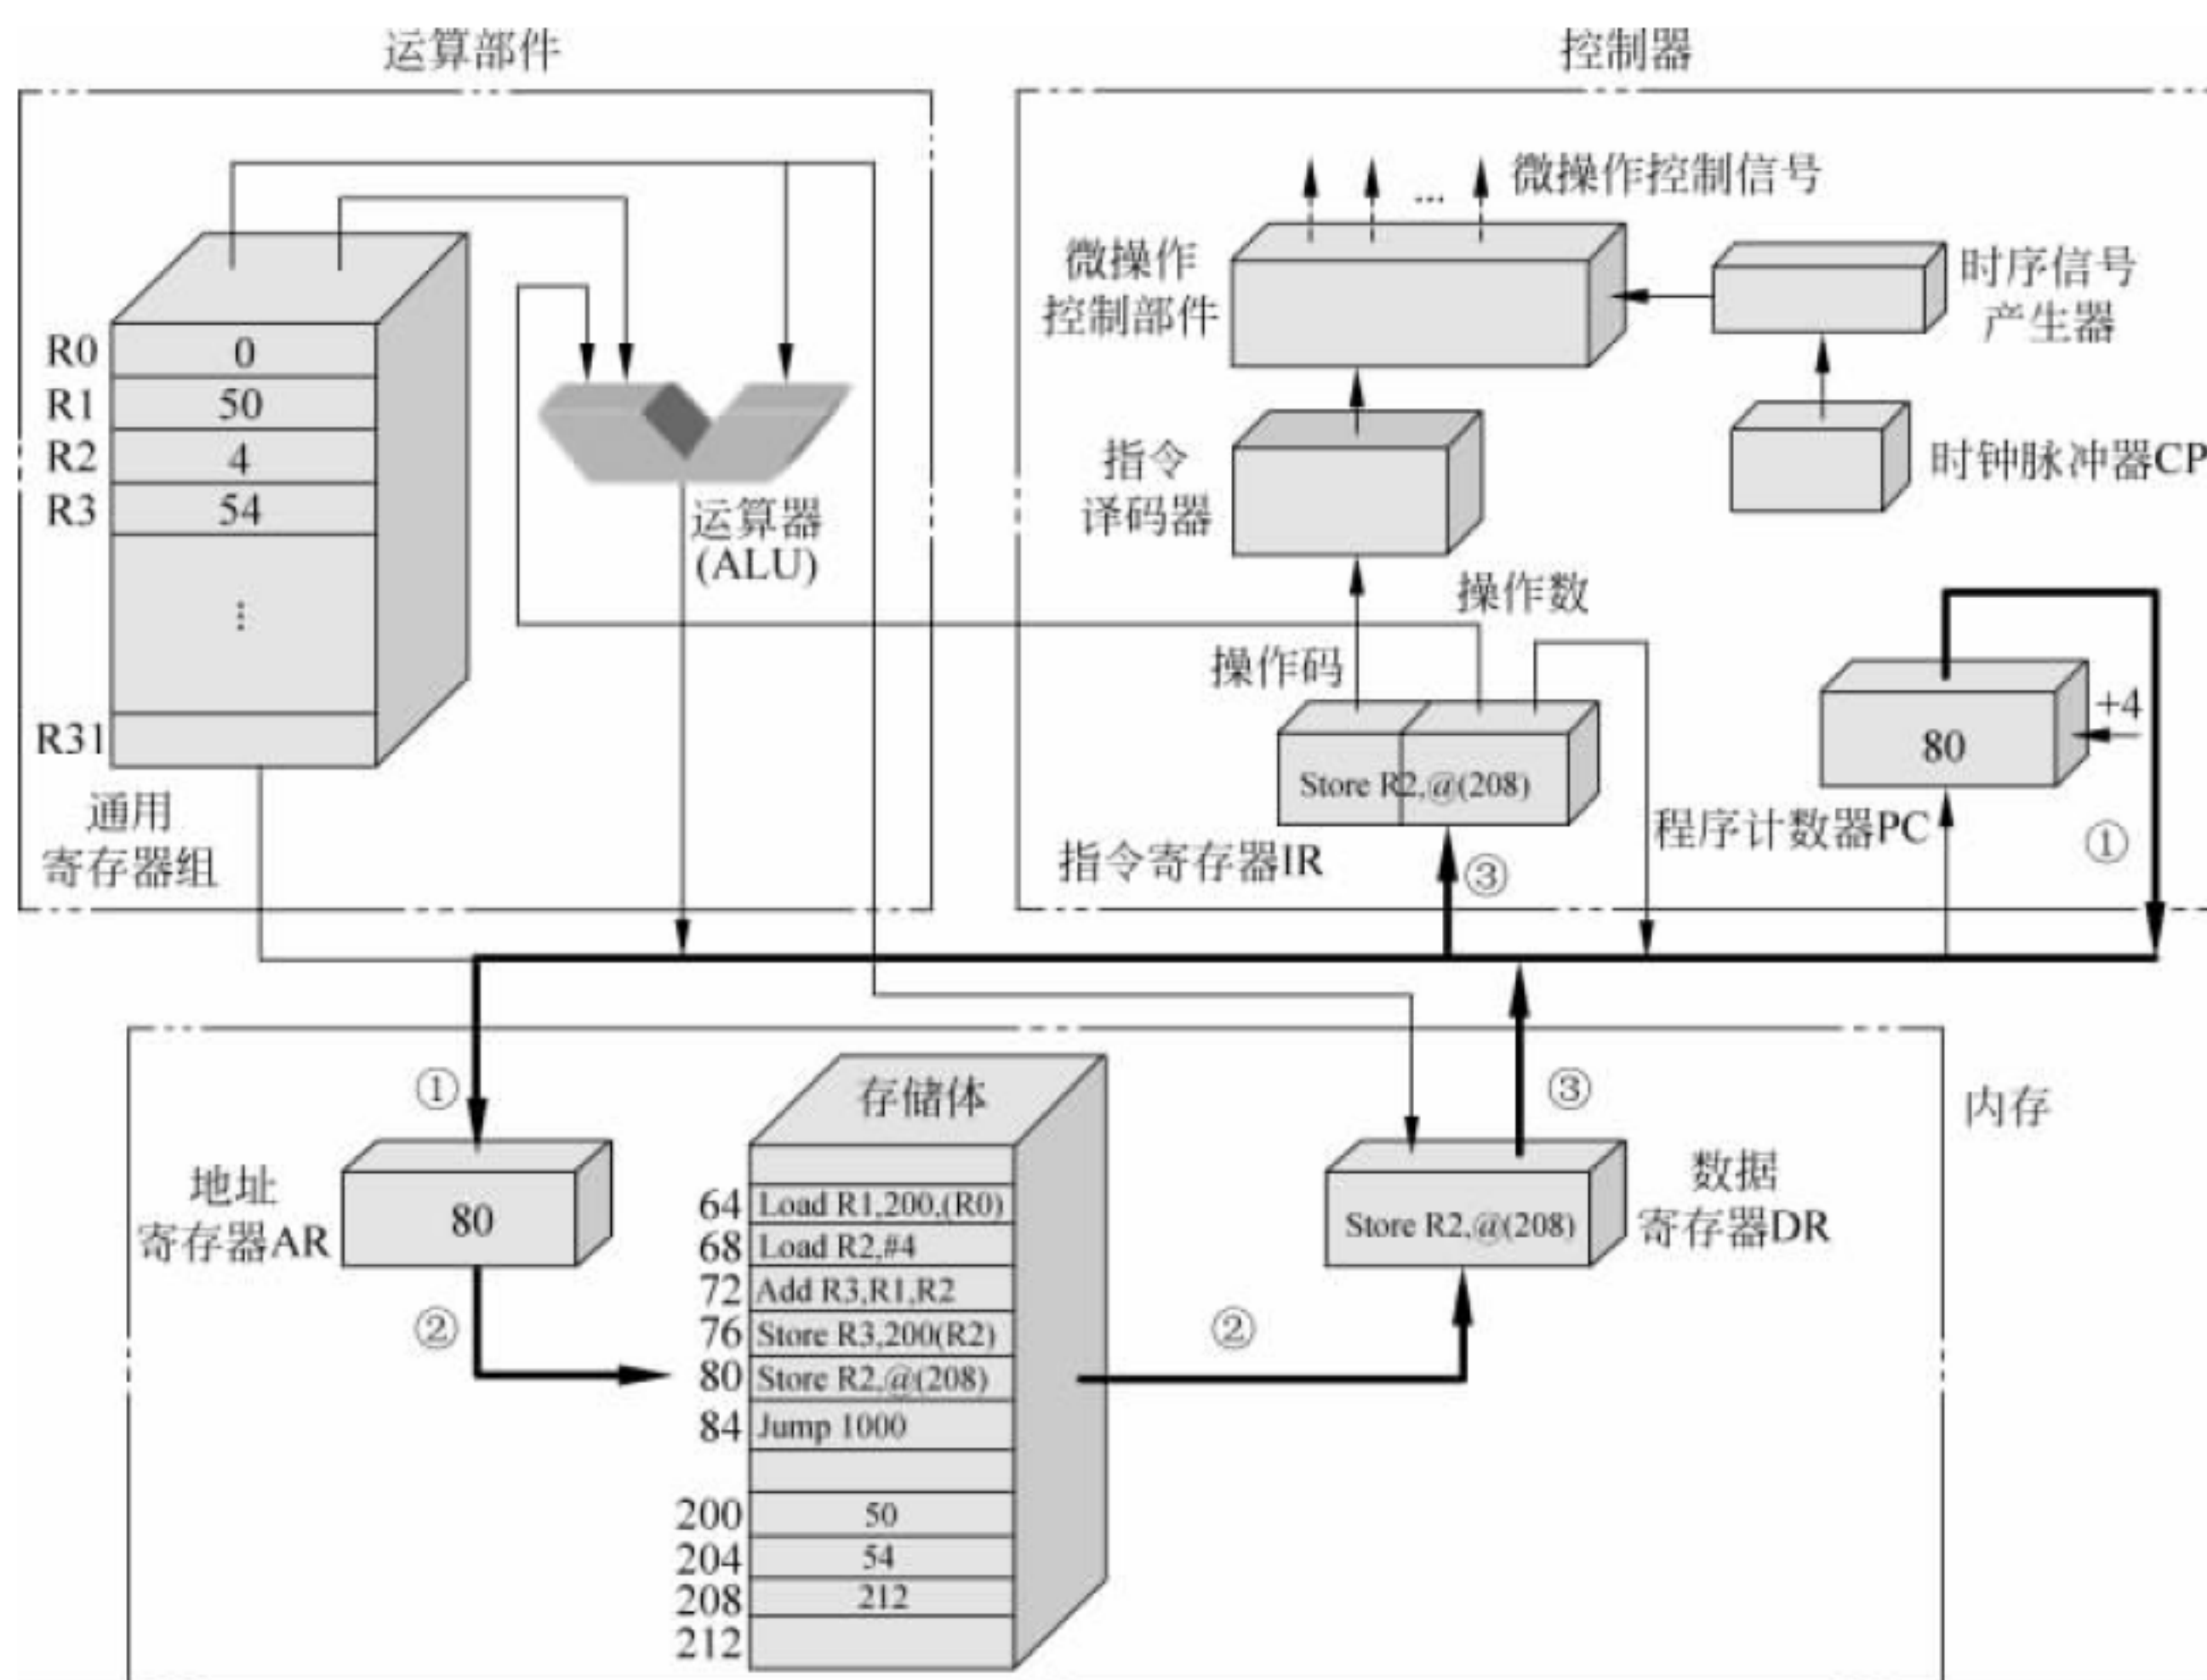 运算部件
控制器
微操作控制信号
...
微操作
控制部件
时序信号
产生器
R0 0
R1 50
R2 4
R3 54
⋮
R31
运算器
(ALU)
指令
译码器
时钟脉冲器CP
操作数
操作码
+4
80
Store R2,@(208)
通用
寄存器组
程序计数器PC
①
指令寄存器IR
③
①
存储体
③
内存
地址
寄存器AR
80
数据
寄存器DR
Store R2,@(208)
64 Load R1,200,(R0)
68 Load R2,#4
72 Add R3,R1,R2
76 Store R3,200(R2)
80 Store R2,@(208)
84 Jump 1000
②
②
200 50
204 54
208 212
212